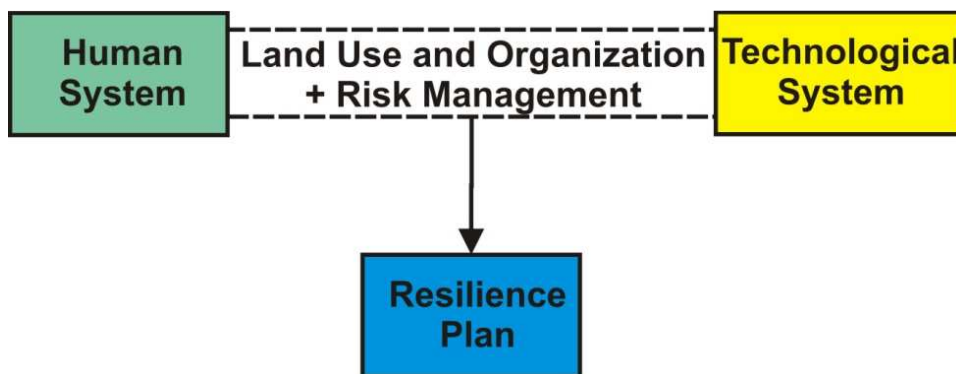 Human
System
Land Use and Organization
+ Risk Management
Technological
System
Resilience
Plan